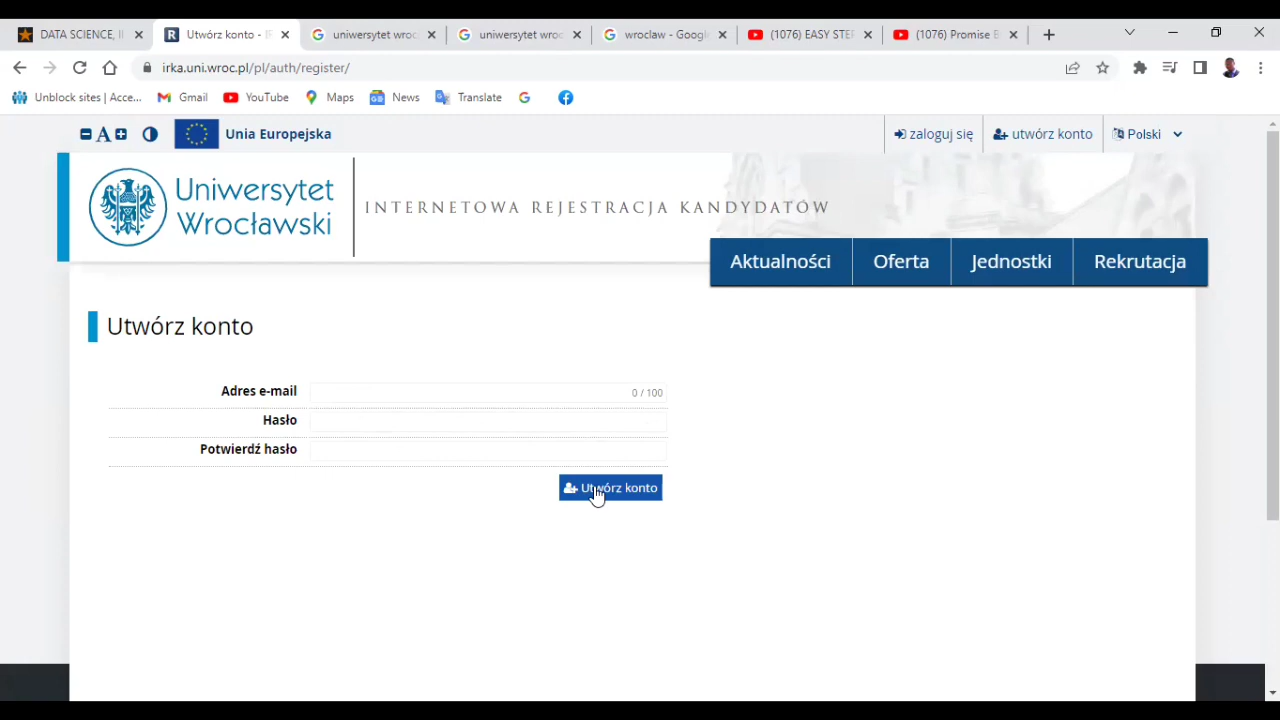 DATA SCIENCE, I
Utwórz konto - I
uniwersytet wroc
uniwersytet wroc
wroclaw - Google
(1076) EASY STEP
(1076) Promise E
irka.uni.wroc.pl/pl/auth/register/
Unblock sites | Acce...
Gmail
YouTube
Maps
News
Translate
Unia Europejska
zaloguj się
utwórz konto
Polski
Uniwersytet
Wrocławski
INTERNETOWA REJESTRACJA KANDYDATÓW
Aktualności
Oferta
Jednostki
Rekrutacja
Utwórz konto
Adres e-mail
0 / 100
Hasło
Potwierdź hasło
Utwórz konto